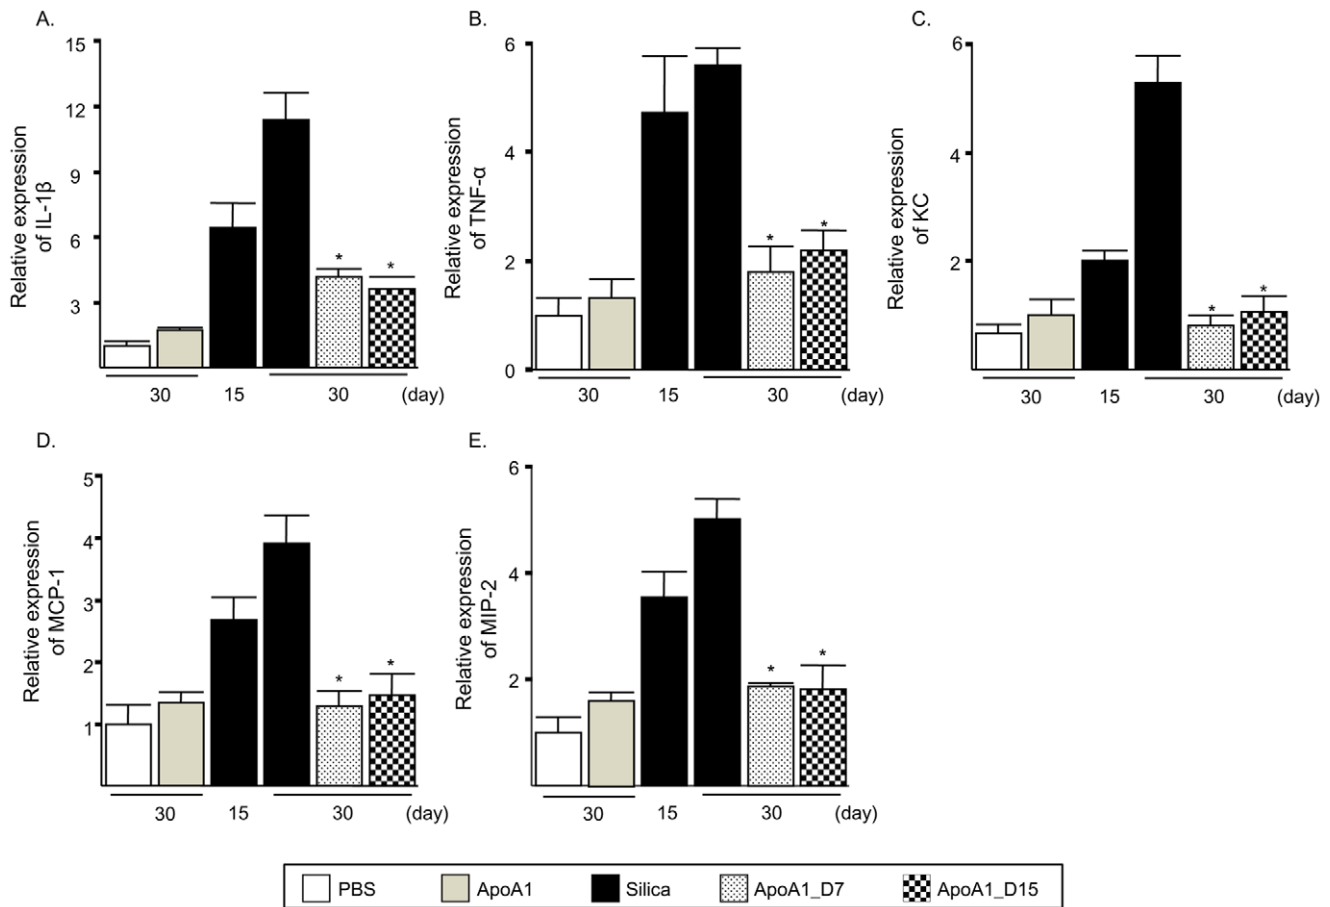 A.
15
12
9
6
3
Relative expression
of IL-1β
*
*
30
15
30
(day)
B.
6
4
2
0
Relative expression
of TNF-α
*
*
30
15
30
(day)
C.
6
4
2
Relative expression
of KC
*
*
30
15
30
(day)
D.
5
4
3
2
1
Relative expression
of MCP-1
*
*
30
15
30
(day)
E.
6
4
2
Relative expression
of MIP-2
*
*
30
15
30
(day)
PBS
ApoA1
Silica
ApoA1_D7
ApoA1_D15